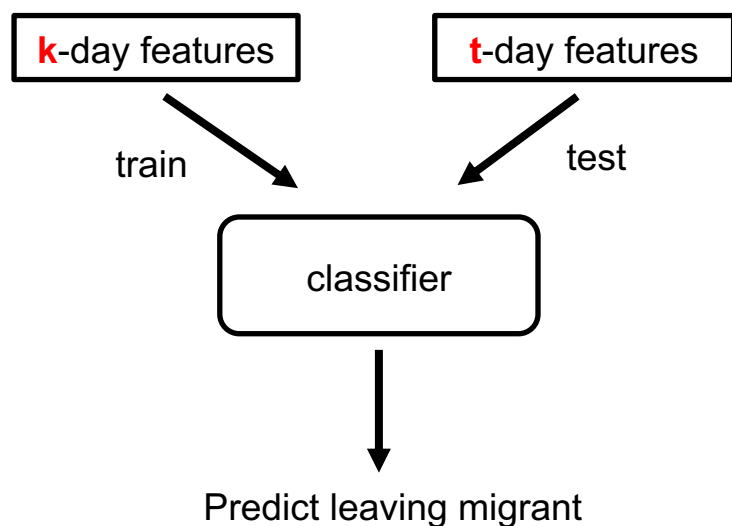 k-day features
t-day features
train
test
classifier
Predict leaving migrant